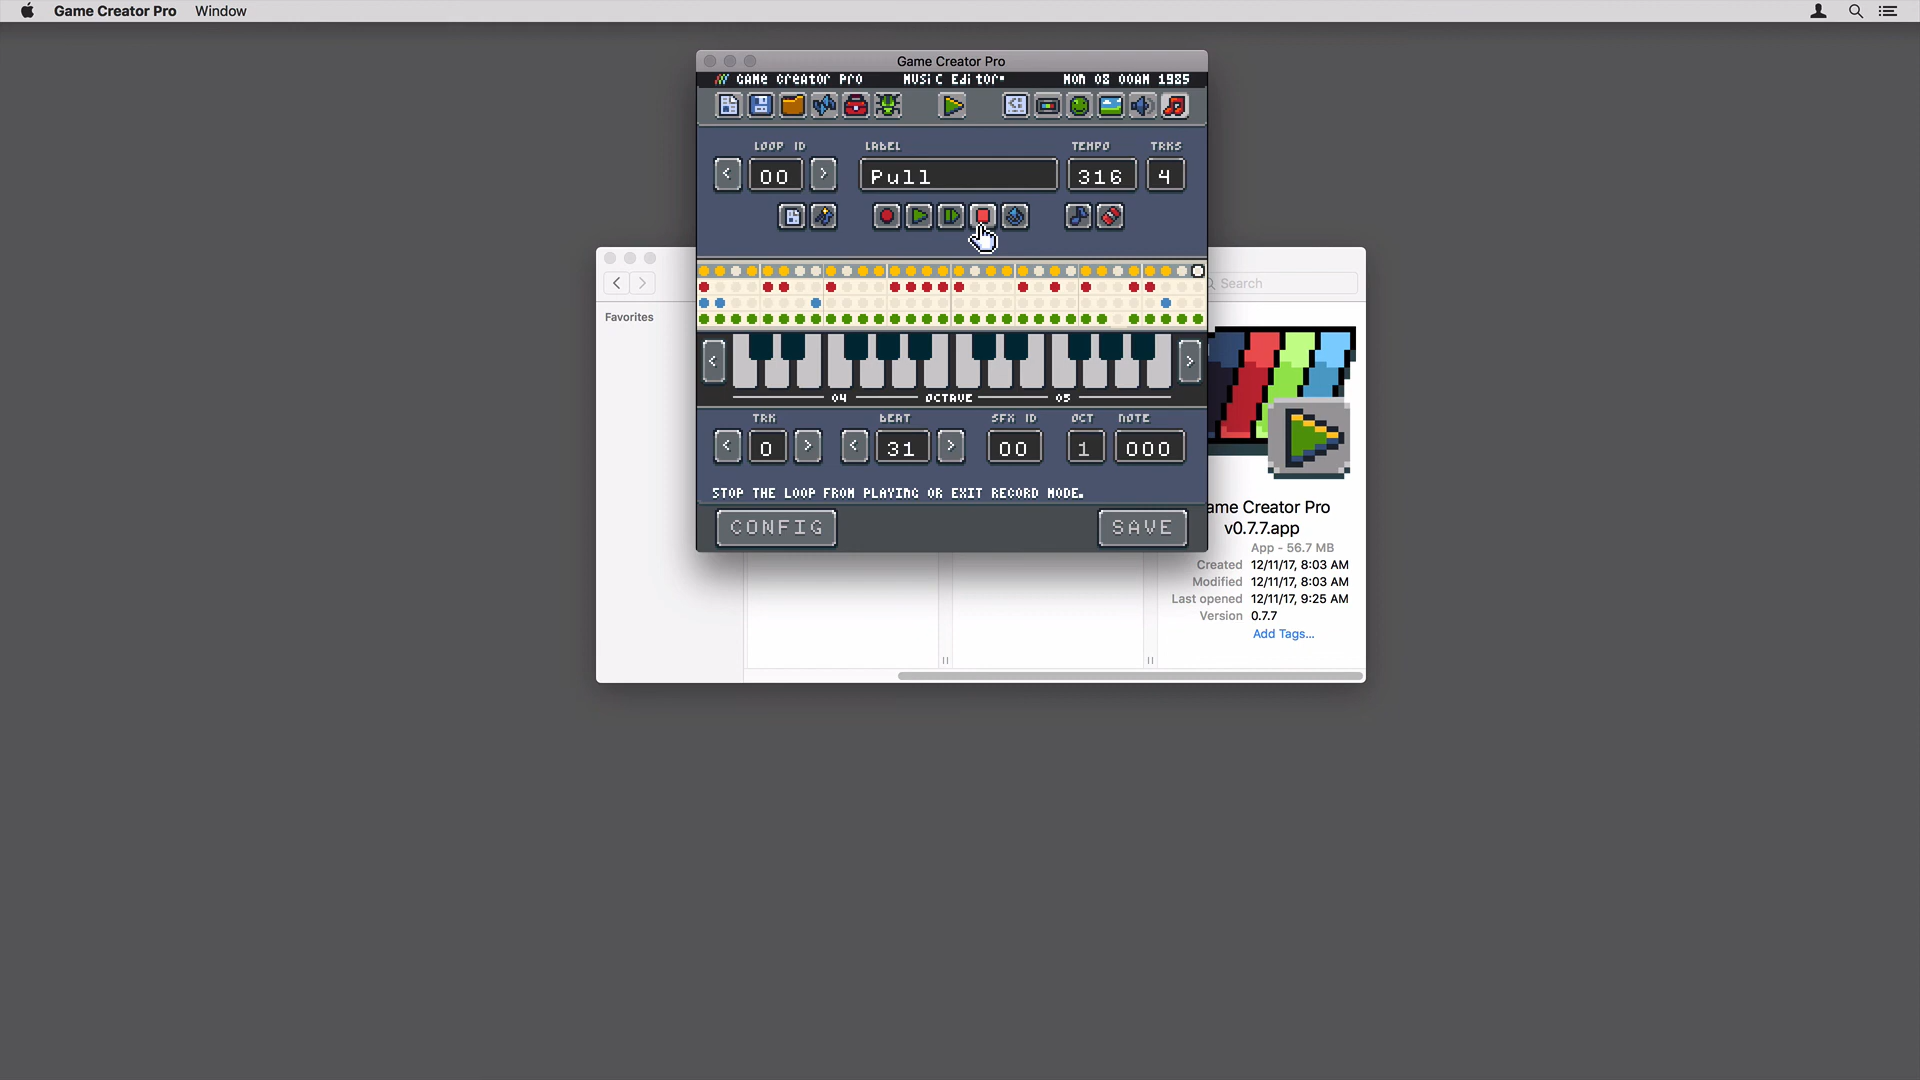 Game Creator Pro Window
Game Creator Pro
GAME CREATOR PRO MUSIC EDITOR* MON 08 00AM 1985
LOOP ID LABEL TEMPO TRKS
< 00 > Pull 316 4
Search
Favorites
< >
04 OCTAVE 05
TRK BEAT SFX ID OCT NOTE
< 0 > < 31 > 00 1 000
STOP THE LOOP FROM PLAYING OR EXIT RECORD MODE.
CONFIG SAVE
ame Creator Pro
v0.7.7.app
App - 56.7 MB
Created 12/11/17, 8:03 AM
Modified 12/11/17, 8:03 AM
Last opened 12/11/17, 9:25 AM
Version 0.7.7
Add Tags...